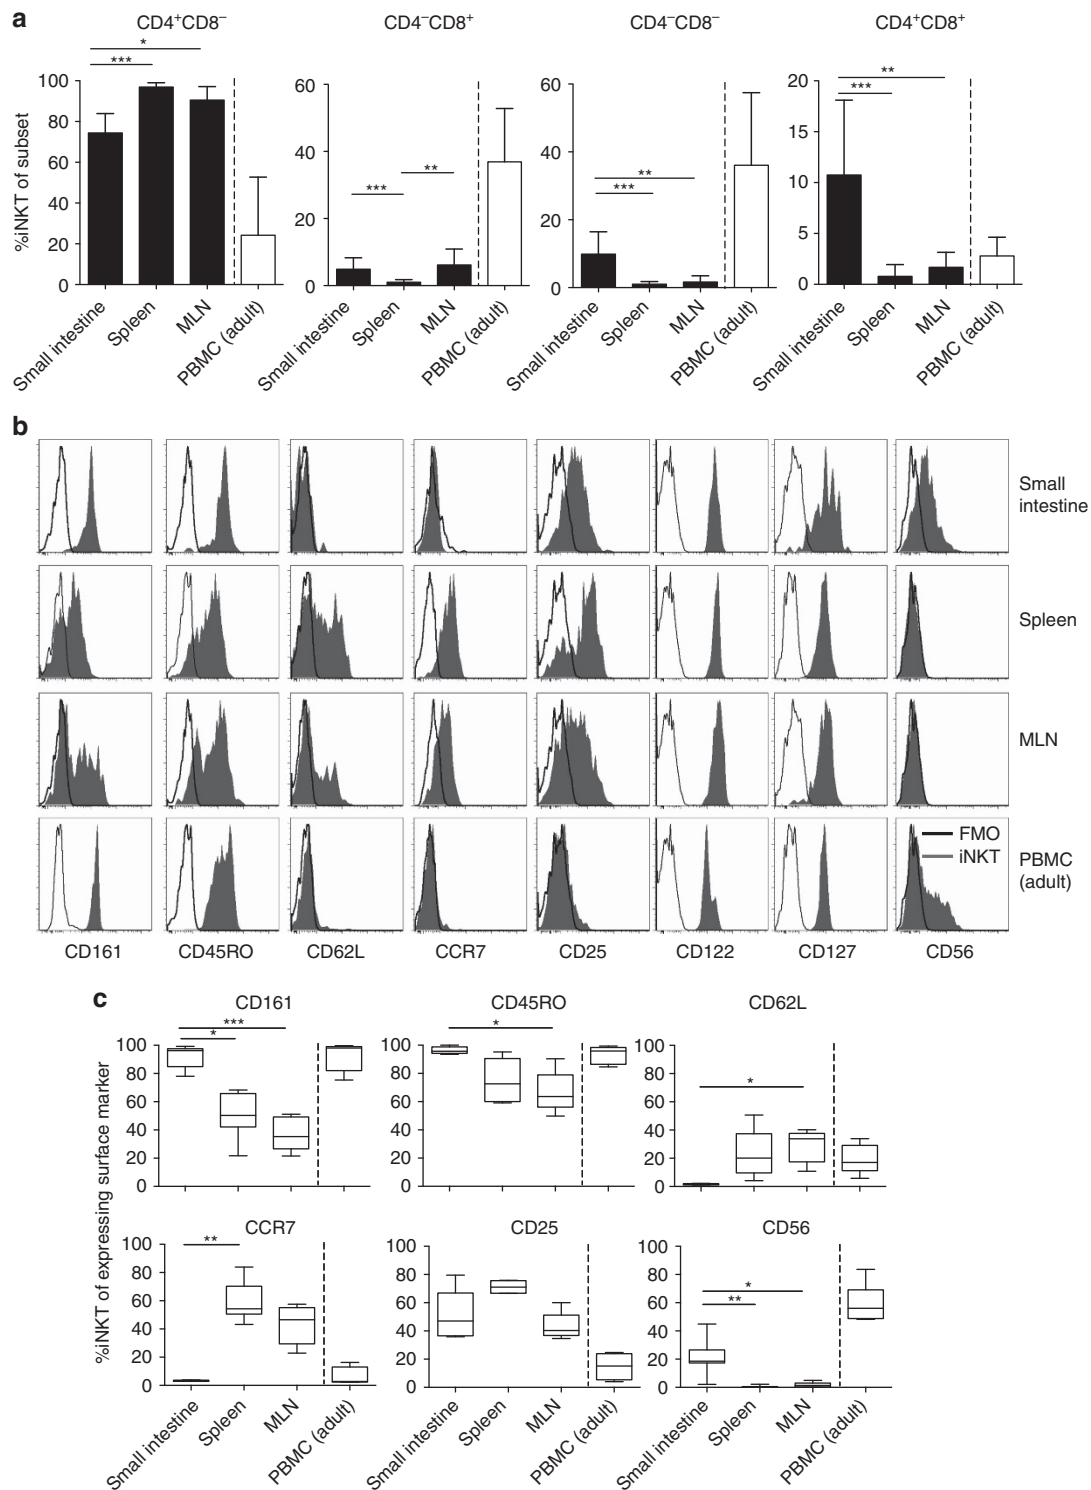 a
CD4⁺CD8⁻
CD4⁻CD8⁺
CD4⁻CD8⁻
CD4⁺CD8⁺
%iNKT of subset
100
80
60
40
20
0
*
***
Small intestine
Spleen
MLN
PBMC (adult)
60
40
20
0
***
**
Small intestine
Spleen
MLN
PBMC (adult)
60
40
20
0
**
***
Small intestine
Spleen
MLN
PBMC (adult)
20
15
10
5
0
**
***
Small intestine
Spleen
MLN
PBMC (adult)
b
Small
intestine
Spleen
MLN
FMO
iNKT
PBMC
(adult)
CD161
CD45RO
CD62L
CCR7
CD25
CD122
CD127
CD56
c
%iNKT of expressing surface marker
CD161
***
*
100
80
60
40
20
0
CD45RO
*
100
80
60
40
20
0
CD62L
*
100
80
60
40
20
0
CCR7
**
100
80
60
40
20
0
Small intestine
Spleen
MLN
PBMC (adult)
CD25
100
80
60
40
20
0
Small intestine
Spleen
MLN
PBMC (adult)
CD56
*
**
100
80
60
40
20
0
Small intestine
Spleen
MLN
PBMC (adult)